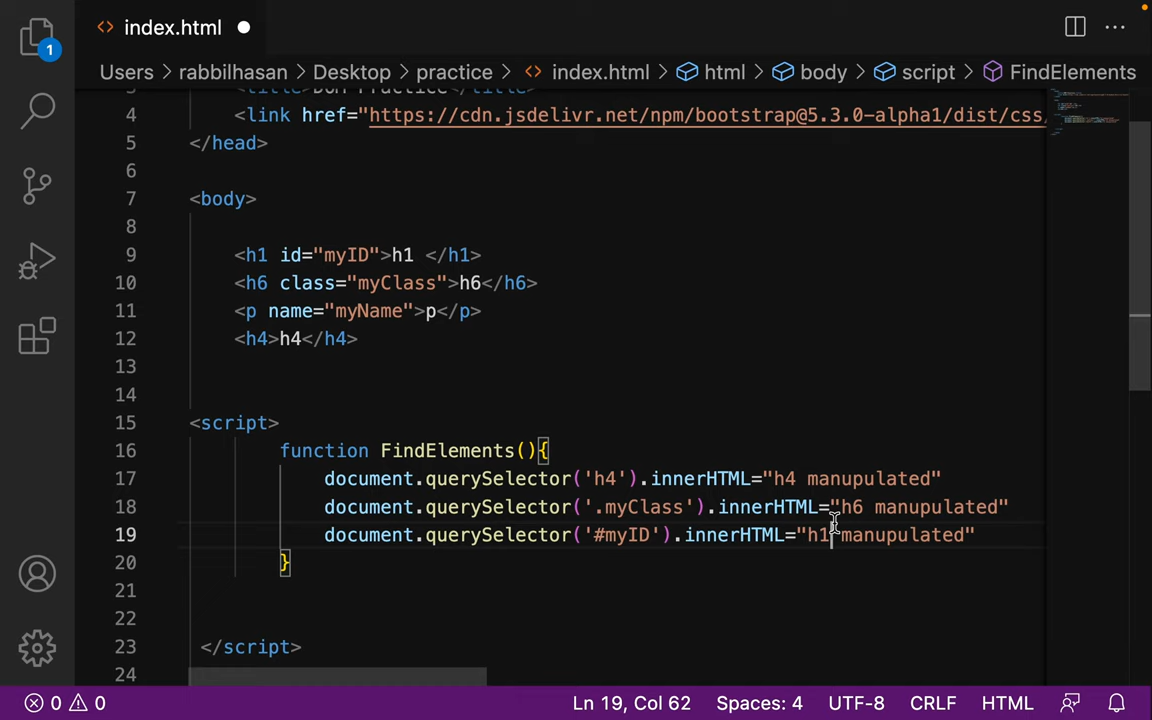 index.html
1
Users > rabbilhasan > Desktop > practice > index.html > html > body > script > FindElements
3 <title>DOM Practice</title>
4 <link href="https://cdn.jsdelivr.net/npm/bootstrap@5.3.0-alpha1/dist/css/
5 </head>
6
7 <body>
8
9 <h1 id="myID">h1 </h1>
10 <h6 class="myClass">h6</h6>
11 <p name="myName">p</p>
12 <h4>h4</h4>
13
14
15 <script>
16 function FindElements(){
17 document.querySelector('h4').innerHTML="h4 manupulated"
18 document.querySelector('.myClass').innerHTML="h6 manupulated"
19 document.querySelector('#myID').innerHTML="h1 manupulated"
20 }
21
22
23 </script>
24
0 0 Ln 19, Col 62 Spaces: 4 UTF-8 CRLF HTML